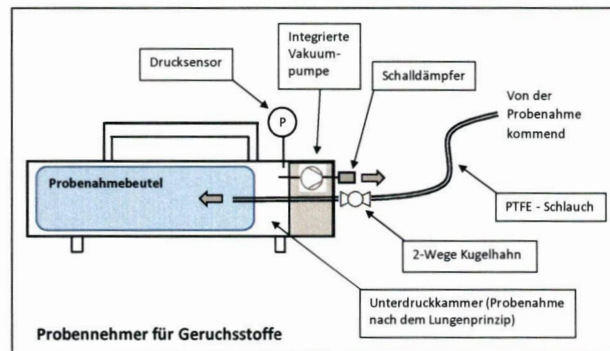 Integrierte
Vakuum-
pumpe
Drucksensor
Schalldämpfer
Von der
Probenahme
kommend
P
Probenahmebeutel
PTFE - Schlauch
2-Wege Kugelhahn
Unterdruckkammer (Probenahme
nach dem Lungenprinzip)
Probennehmer für Geruchsstoffe